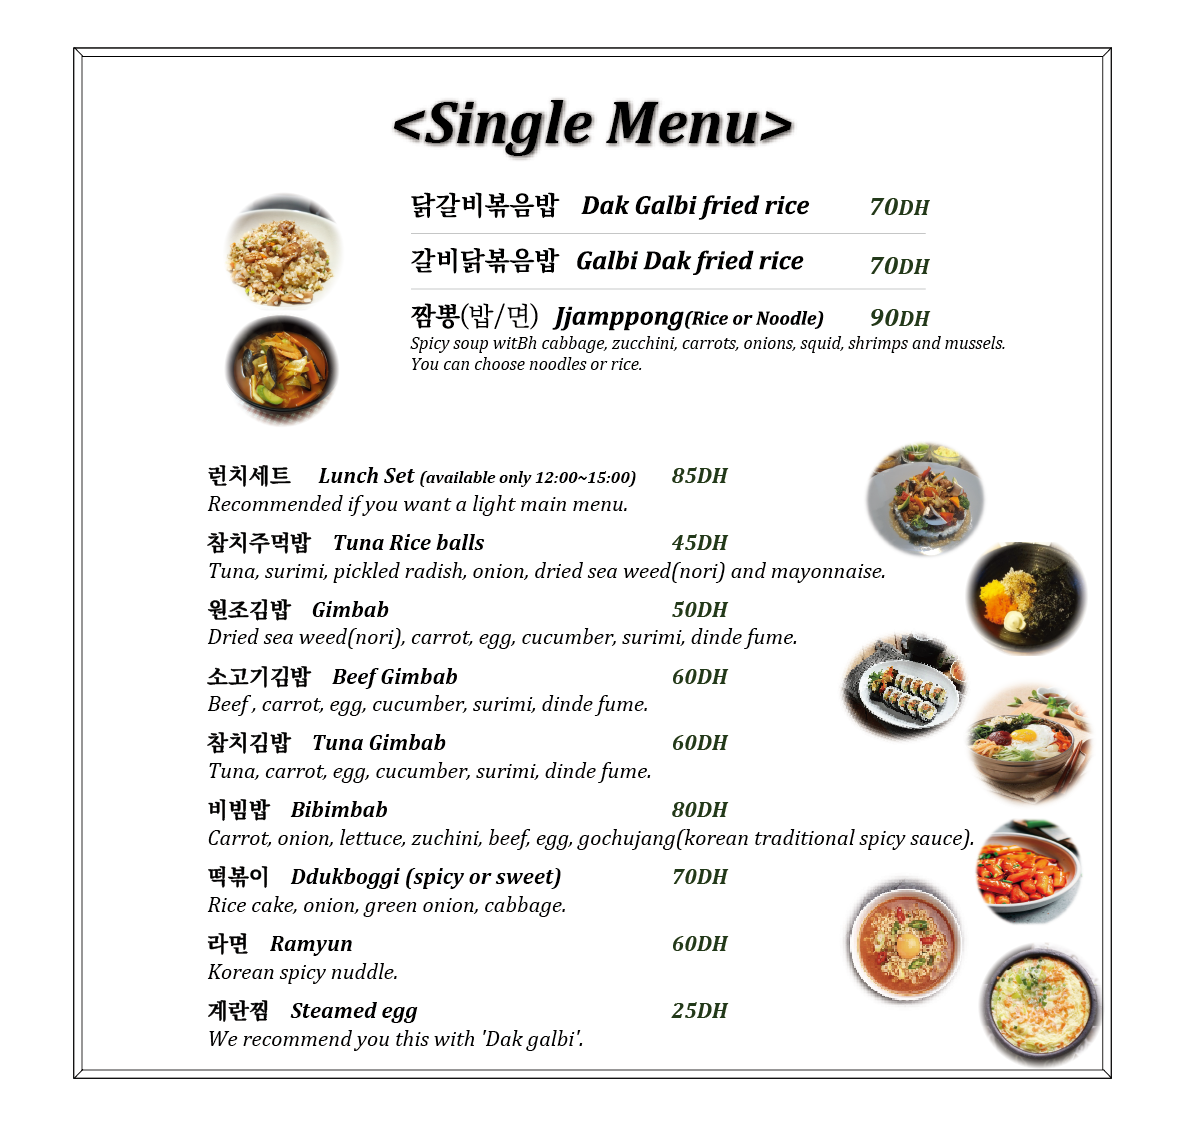 <Single Menu>
닭갈비볶음밥 Dak Galbi fried rice 70DH
갈비닭볶음밥 Galbi Dak fried rice 70DH
짬뽕(밥/면) Jjamppong(Rice or Noodle) 90DH
Spicy soup witBh cabbage, zucchini, carrots, onions, squid, shrimps and mussels.
You can choose noodles or rice.
런치세트 Lunch Set (available only 12:00~15:00) 85DH
Recommended if you want a light main menu.
참치주먹밥 Tuna Rice balls 45DH
Tuna, surimi, pickled radish, onion, dried sea weed(nori) and mayonnaise.
원조김밥 Gimbab 50DH
Dried sea weed(nori), carrot, egg, cucumber, surimi, dinde fume.
소고기김밥 Beef Gimbab 60DH
Beef , carrot, egg, cucumber, surimi, dinde fume.
참치김밥 Tuna Gimbab 60DH
Tuna, carrot, egg, cucumber, surimi, dinde fume.
비빔밥 Bibimbab 80DH
Carrot, onion, lettuce, zuchini, beef, egg, gochujang(korean traditional spicy sauce).
떡볶이 Ddukboggi (spicy or sweet) 70DH
Rice cake, onion, green onion, cabbage.
라면 Ramyun 60DH
Korean spicy nuddle.
계란찜 Steamed egg 25DH
We recommend you this with 'Dak galbi'.